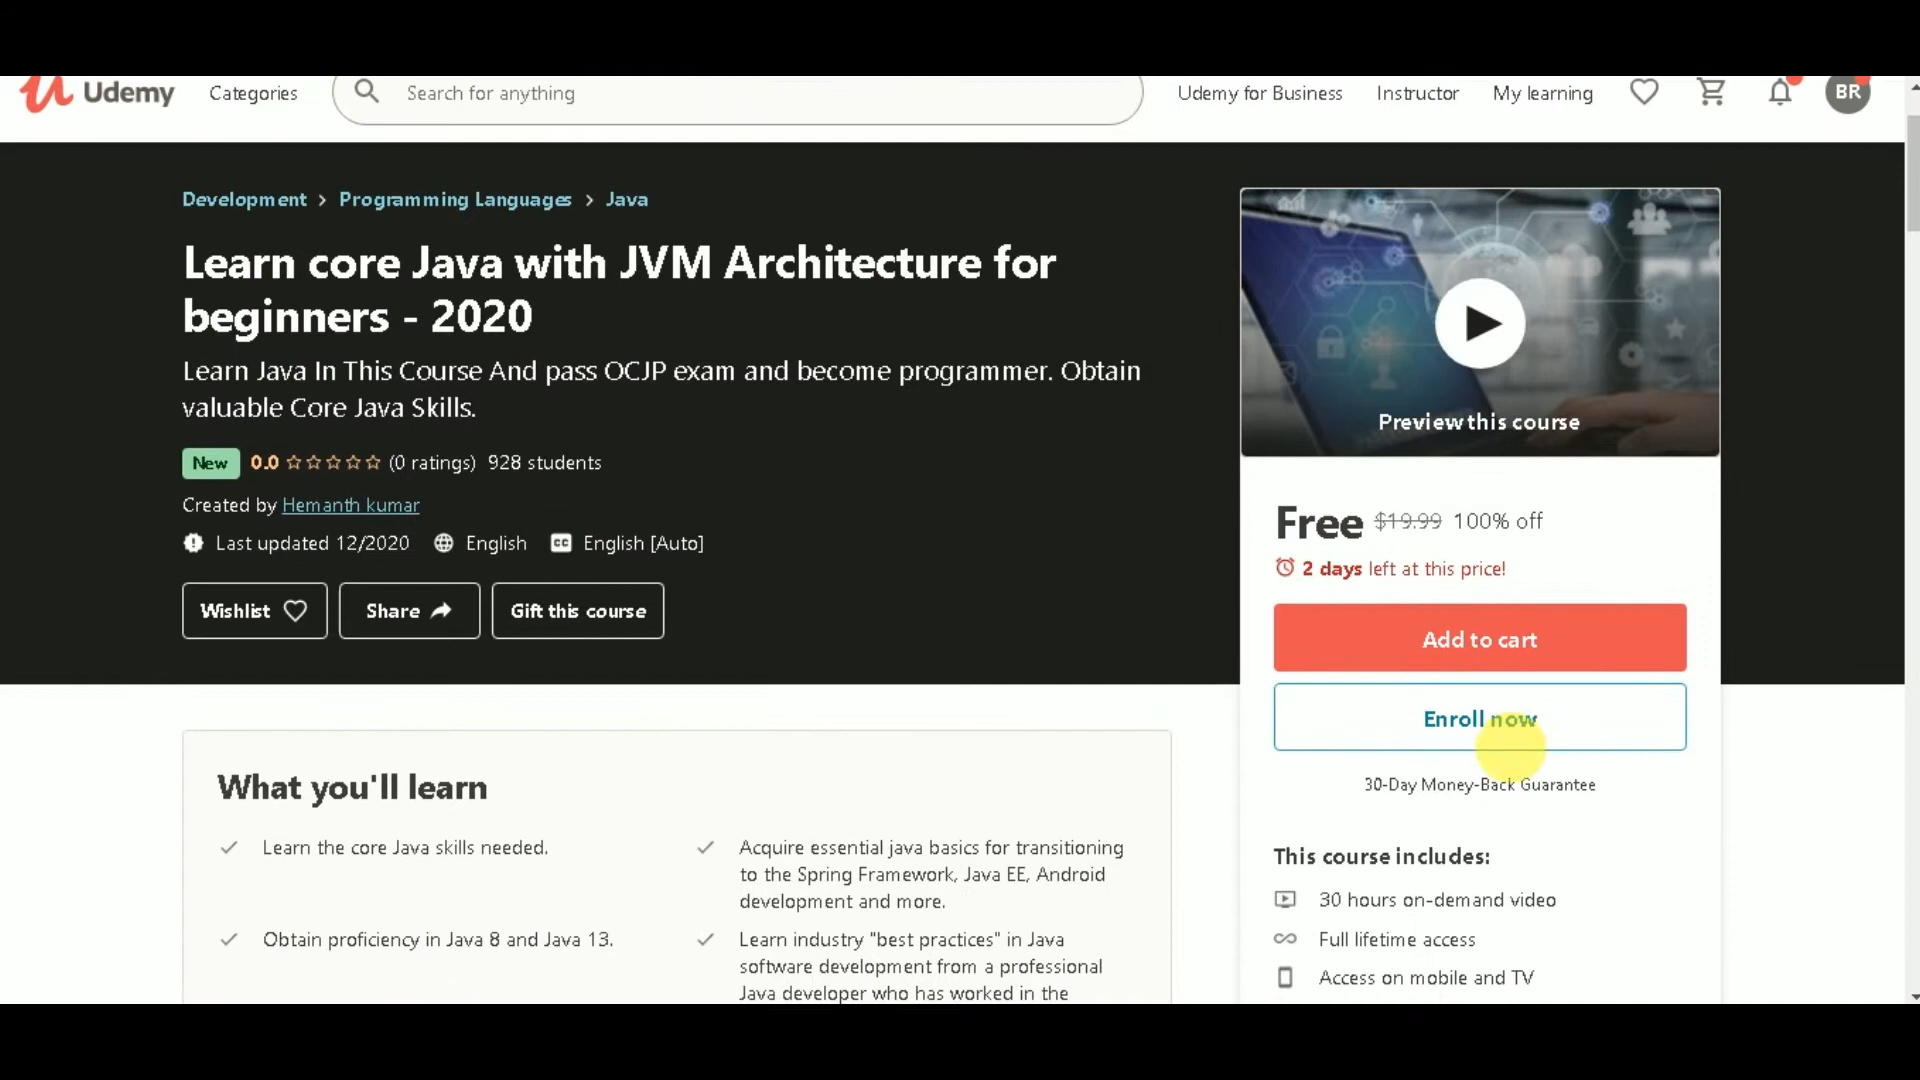 Udemy
Categories
Search for anything
Udemy for Business
Instructor
My learning
BR
Development > Programming Languages > Java
Learn core Java with JVM Architecture for
beginners - 2020
Learn Java In This Course And pass OCJP exam and become programmer. Obtain
valuable Core Java Skills.
New 0.0 (0 ratings) 928 students
Created by Hemanth kumar
Last updated 12/2020 English CC English [Auto]
Wishlist
Share
Gift this course
Preview this course
Free $19.99 100% off
2 days left at this price!
Add to cart
Enroll now
30-Day Money-Back Guarantee
This course includes:
30 hours on-demand video
Full lifetime access
Access on mobile and TV
What you'll learn
Learn the core Java skills needed.
Acquire essential java basics for transitioning
to the Spring Framework, Java EE, Android
development and more.
Obtain proficiency in Java 8 and Java 13.
Learn industry "best practices" in Java
software development from a professional
Java developer who has worked in the